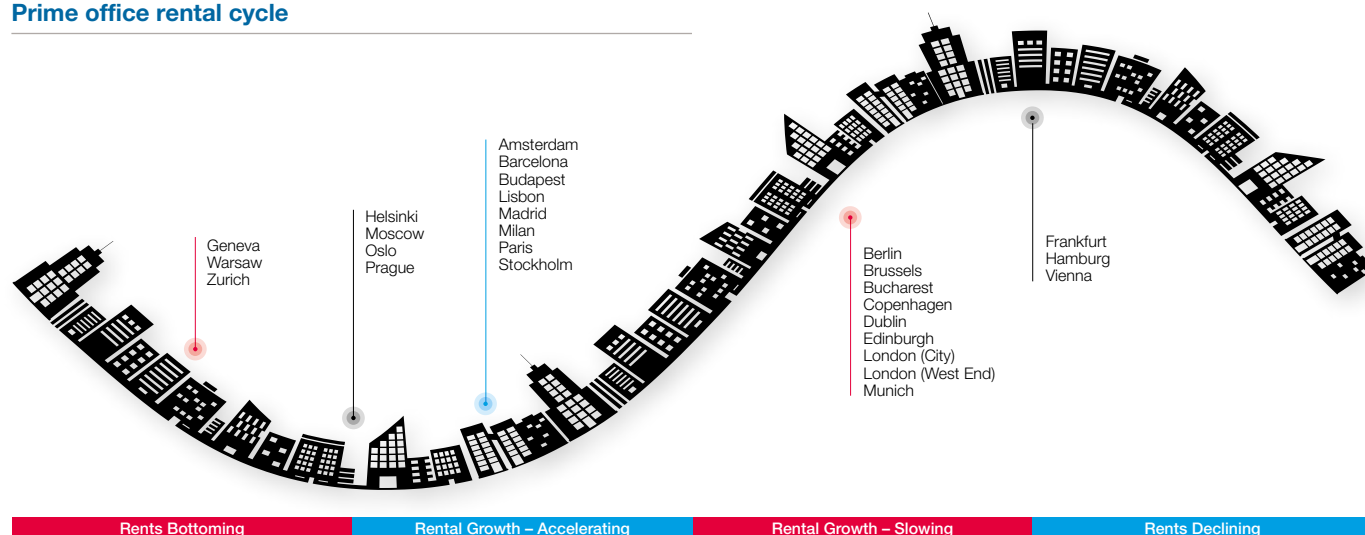 Prime office rental cycle
Geneva
Warsaw
Zurich
Helsinki
Moscow
Oslo
Prague
Amsterdam
Barcelona
Budapest
Lisbon
Madrid
Milan
Paris
Stockholm
Berlin
Brussels
Bucharest
Copenhagen
Dublin
Edinburgh
London (City)
London (West End)
Munich
Frankfurt
Hamburg
Vienna
Rents Bottoming
Rental Growth – Accelerating
Rental Growth – Slowing
Rents Declining